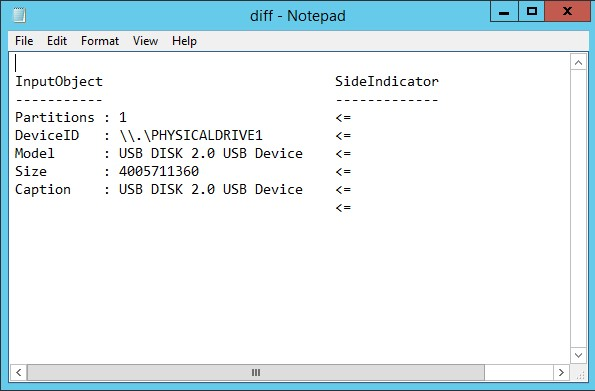 diff - Notepad
File Edit Format View Help
InputObject                             SideIndicator
-----------                             -------------
Partitions : 1                          <=
DeviceID   : \\.\PHYSICALDRIVE1         <=
Model      : USB DISK 2.0 USB Device    <=
Size       : 4005711360                 <=
Caption    : USB DISK 2.0 USB Device    <=
                                        <=